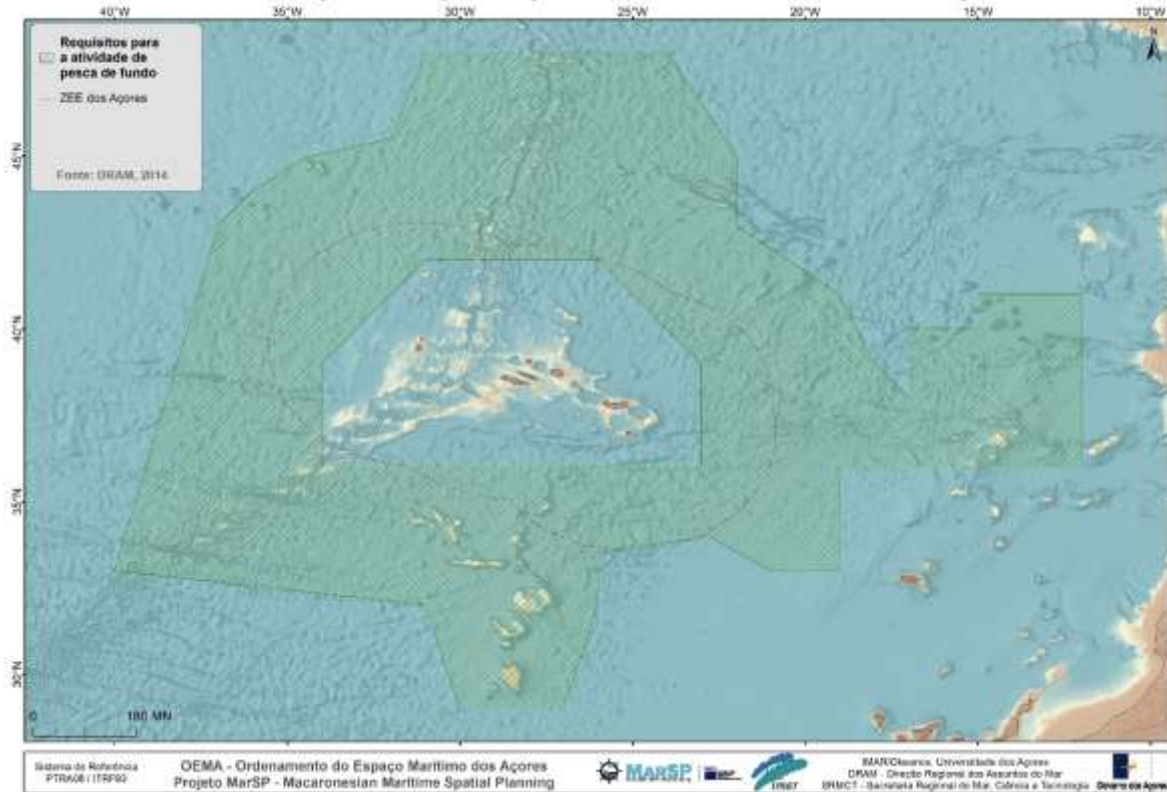 40°W 35°W 30°W 25°W 20°W 15°W 10°W
N
Requisitos para
a atividade de
pesca de fundo
ZEE dos Açores
Fonte: DRAM, 2014
45°N
40°N
35°N
30°N
0 180 MN
Sistema de Referência
PTRA08 / ITRF93
OEMA - Ordenamento do Espaço Marítimo dos Açores
Projeto MarSP - Macaronesian Maritime Spatial Planning
MARSP
IMAR/Okeanos, Universidade dos Açores
DRAM - Direção Regional dos Assuntos do Mar
SRMCT - Secretaria Regional do Mar, Ciência e Tecnologia
Governo dos Açores